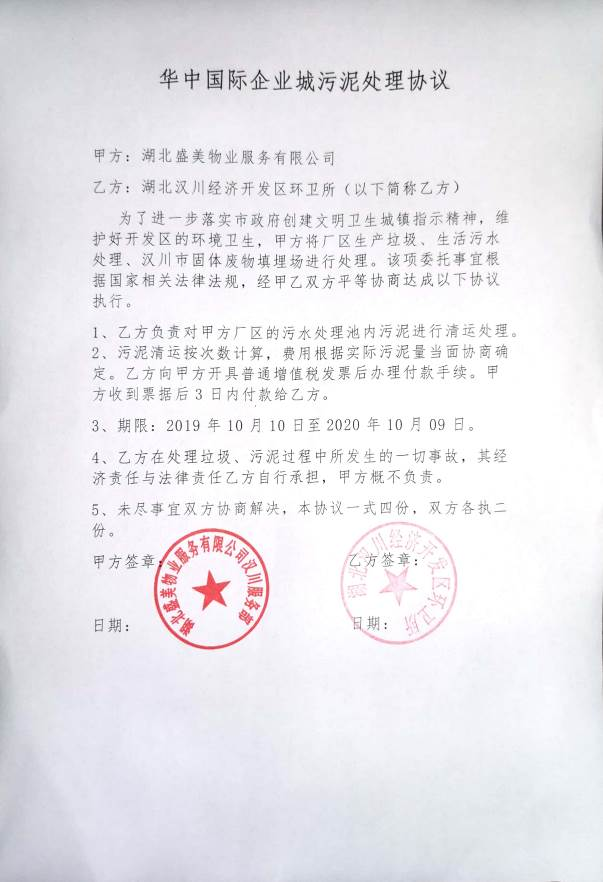 华中国际企业城污泥处理协议
甲方：湖北盛美物业服务有限公司
乙方：湖北汉川经济开发区环卫所（以下简称乙方）
为了进一步落实市政府创建文明卫生城镇指示精神，维
护好开发区的环境卫生，甲方将厂区生产垃圾、生活污水
处理、汉川市固体废物填埋场进行处理。该项委托事宜根
据国家相关法律法规，经甲乙双方平等协商达成以下协议
执行。
1、乙方负责对甲方厂区的污水处理池内污泥进行清运处理。
2、污泥清运按次数计算，费用根据实际污泥量当面协商确
定。乙方向甲方开具普通增值税发票后办理付款手续。甲
方收到票据后3日内付款给乙方。
3、期限：2019年10月10日至2020年10月09日。
4、乙方在处理垃圾、污泥过程中所发生的一切事故，其经
济责任与法律责任乙方自行承担，甲方概不负责。
5、未尽事宜双方协商解决，本协议一式四份，双方各执二
份。
甲方签章：
乙方签章：
湖北盛美物业服务有限公司汉川服务部
湖北汉川经济开发区环卫所
日期：
日期：